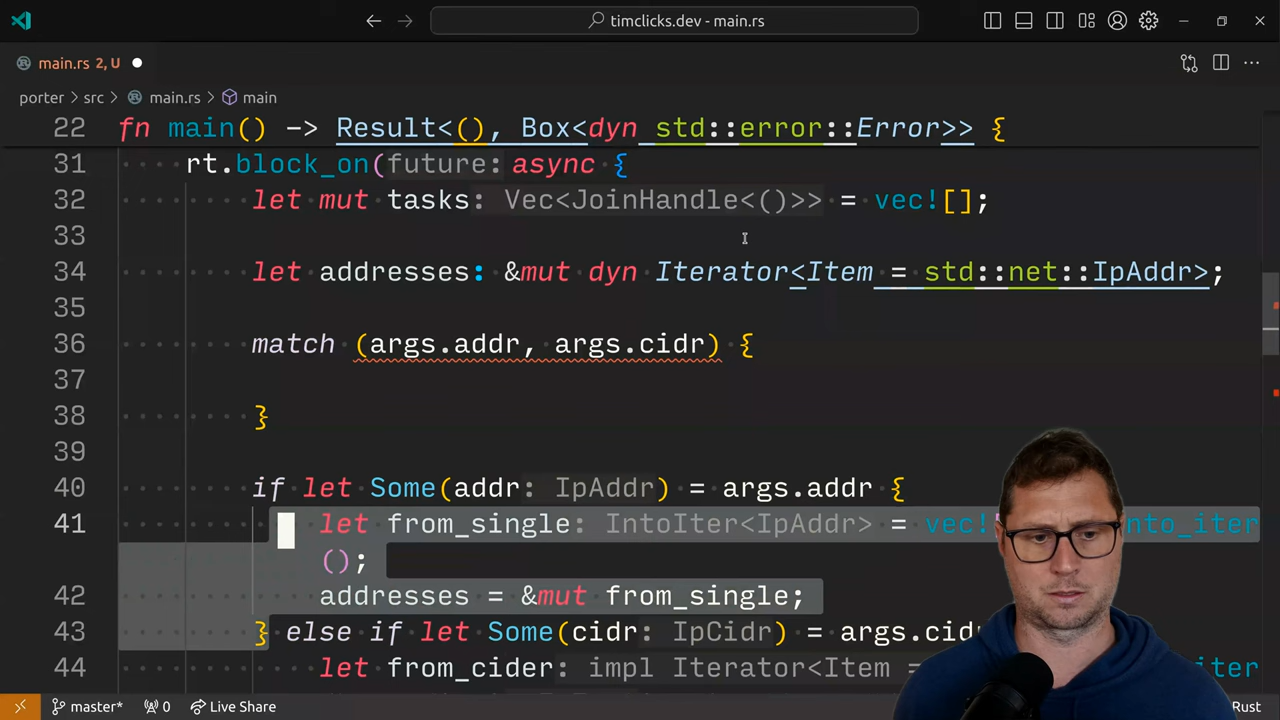 timclicks.dev - main.rs
main.rs 2, U
porter > src > main.rs > main
22 fn main() -> Result<(), Box<dyn std::error::Error>> {
31 rt.block_on(future: async {
32 let mut tasks: Vec<JoinHandle<()>> = vec![];
33
34 let addresses: &mut dyn Iterator<Item = std::net::IpAddr>;
35
36 match (args.addr, args.cidr) {
37
38 }
39
40 if let Some(addr: IpAddr) = args.addr {
41 let from_single: IntoIter<IpAddr> = vec! nto_iter
();
42 addresses = &mut from_single;
43 } else if let Some(cidr: IpCidr) = args.cid
44 let from_cider: impl Iterator<Item = iter
master* 0 Live Share Rust